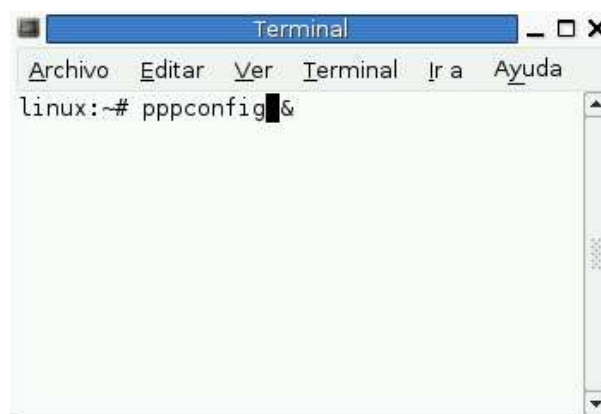 Terminal
Archivo Editar Ver Terminal Ir a Ayuda
linux:~# pppconfig &